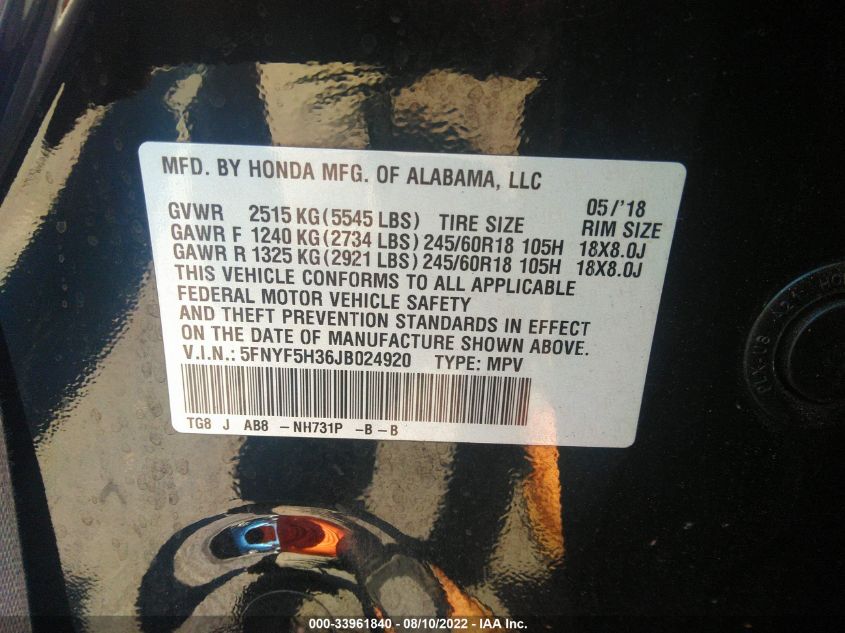 MFD. BY HONDA MFG. OF ALABAMA, LLC
05/'18
GVWR 2515 KG (5545 LBS) TIRE SIZE RIM SIZE
GAWR F 1240 KG (2734 LBS) 245/60R18 105H 18X8.0J
GAWR R 1325 KG (2921 LBS) 245/60R18 105H 18X8.0J
THIS VEHICLE CONFORMS TO ALL APPLICABLE
FEDERAL MOTOR VEHICLE SAFETY
AND THEFT PREVENTION STANDARDS IN EFFECT
ON THE DATE OF MANUFACTURE SHOWN ABOVE.
V.I.N.: 5FNYF5H36JB024920 TYPE: MPV
TG8 J AB8 -NH731P -B-B
000-33961840 - 08/10/2022 - IAA Inc.